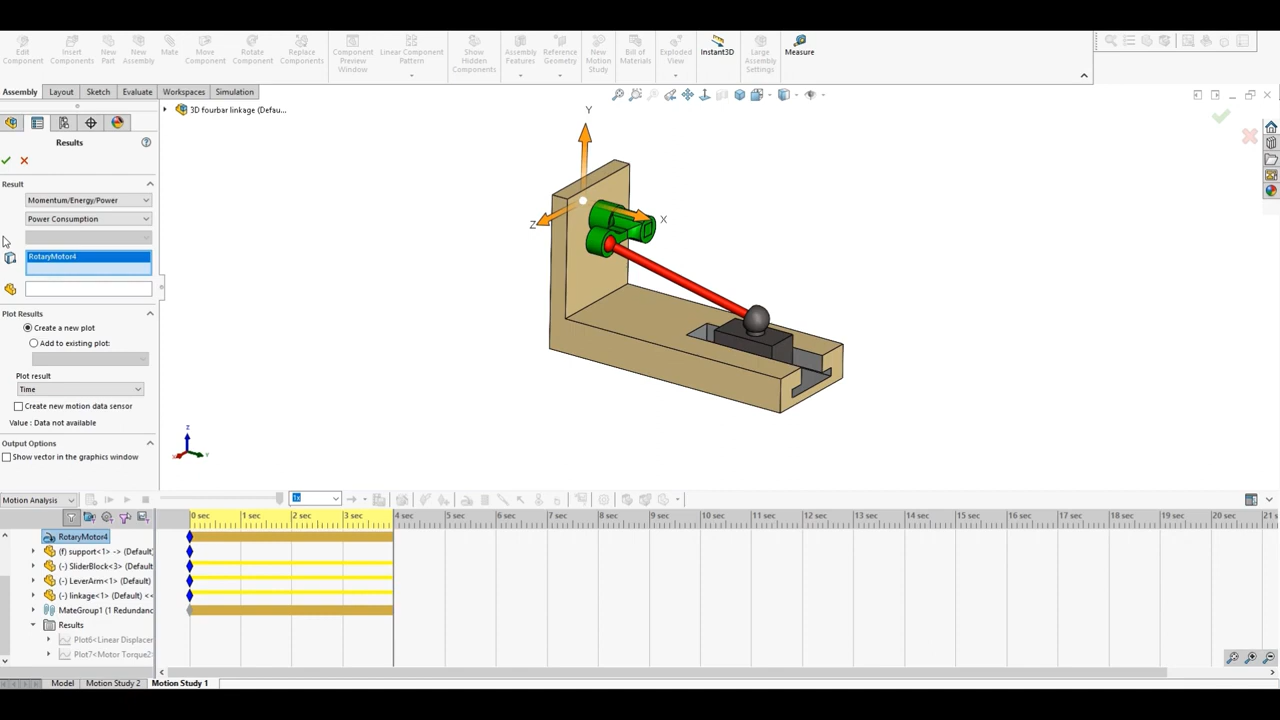 Edit Component
Insert Components
New Part
New Assembly
Mate
Move Component
Rotate Component
Replace Components
Component Preview Window
Linear Component Pattern
Show Hidden Components
Assembly Features
Reference Geometry
New Motion Study
Bill of Materials
Exploded View
Instant3D
Large Assembly Settings
Measure
Assembly Layout Sketch Evaluate Workspaces Simulation
3D fourbar linkage (Defau...
Results
Result
Momentum/Energy/Power
Power Consumption
RotaryMotor4
Plot Results
Create a new plot
Add to existing plot:
Plot result
Time
Create new motion data sensor
Value : Data not available
Output Options
Show vector in the graphics window
Y
X
Z
z
x
y
Motion Analysis
1x
0 sec 1 sec 2 sec 3 sec 4 sec 5 sec 6 sec 7 sec 8 sec 9 sec 10 sec 11 sec 12 sec 13 sec 14 sec 15 sec 16 sec 17 sec 18 sec 19 sec 20 sec 21 s
RotaryMotor4
(f) support<1> -> (Default)
(-) SliderBlock<3> (Default)
(-) LeverArm<1> (Default)
(-) linkage<1> (Default) <<
MateGroup1 (1 Redundanc
Results
Plot6<Linear Displacer
Plot7<Motor Torque2>
Model Motion Study 2 Motion Study 1